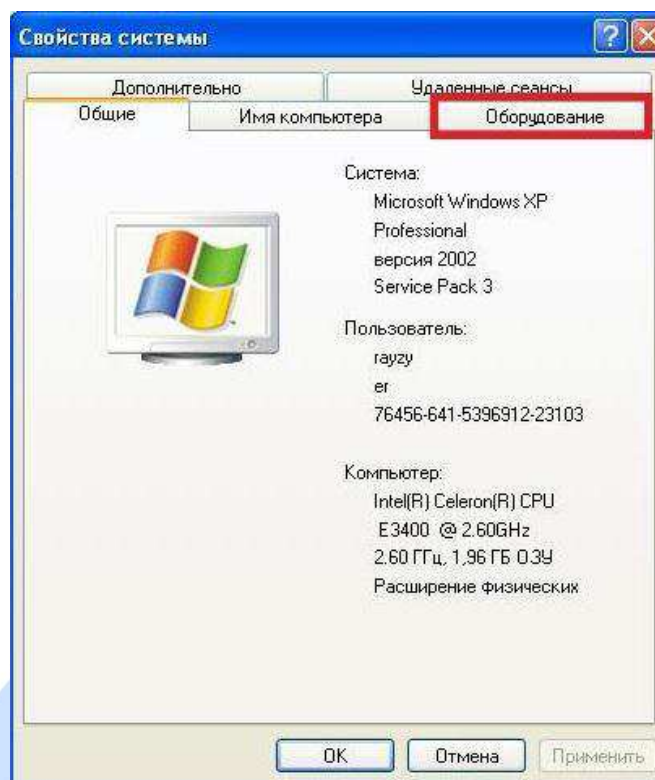 Свойства системы
Дополнительно Удаленные сеансы
Общие Имя компьютера Оборудование
Система:
Microsoft Windows XP
Professional
версия 2002
Service Pack 3
Пользователь:
rayzy
er
76456-641-5396912-23103
Компьютер:
Intel(R) Celeron(R) CPU
E3400 @ 2.60GHz
2.60 ГГц, 1,96 ГБ ОЗУ
Расширение физических
OK Отмена Применить